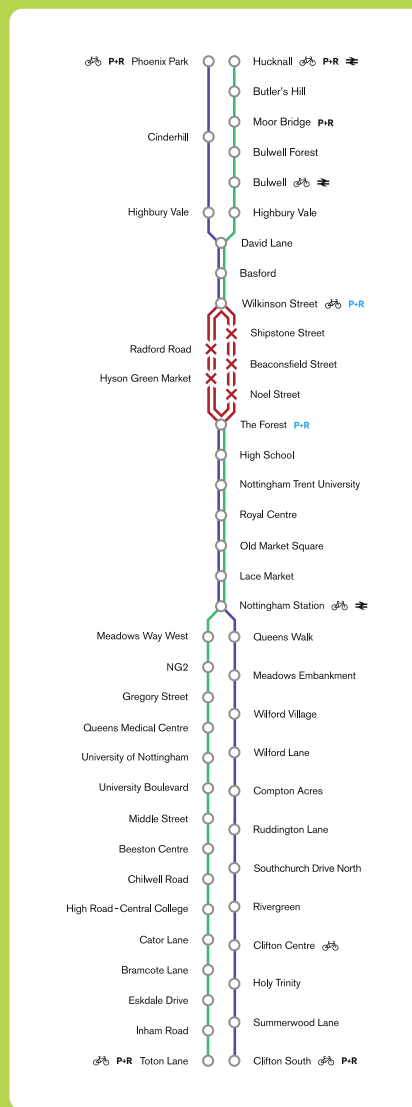 P+R Phoenix Park
Hucknall P+R
Butler's Hill
Moor Bridge P+R
Cinderhill
Bulwell Forest
Bulwell
Highbury Vale
Highbury Vale
David Lane
Basford
Wilkinson Street P+R
Shipstone Street
Radford Road
Beaconsfield Street
Hyson Green Market
Noel Street
The Forest P+R
High School
Nottingham Trent University
Royal Centre
Old Market Square
Lace Market
Nottingham Station
Meadows Way West
Queens Walk
NG2
Meadows Embankment
Gregory Street
Wilford Village
Queens Medical Centre
Wilford Lane
University of Nottingham
University Boulevard
Compton Acres
Middle Street
Ruddington Lane
Beeston Centre
Southchurch Drive North
Chilwell Road
High Road - Central College
Rivergreen
Cator Lane
Clifton Centre
Bramcote Lane
Holy Trinity
Eskdale Drive
Summerwood Lane
Inham Road
P+R Toton Lane
Clifton South P+R